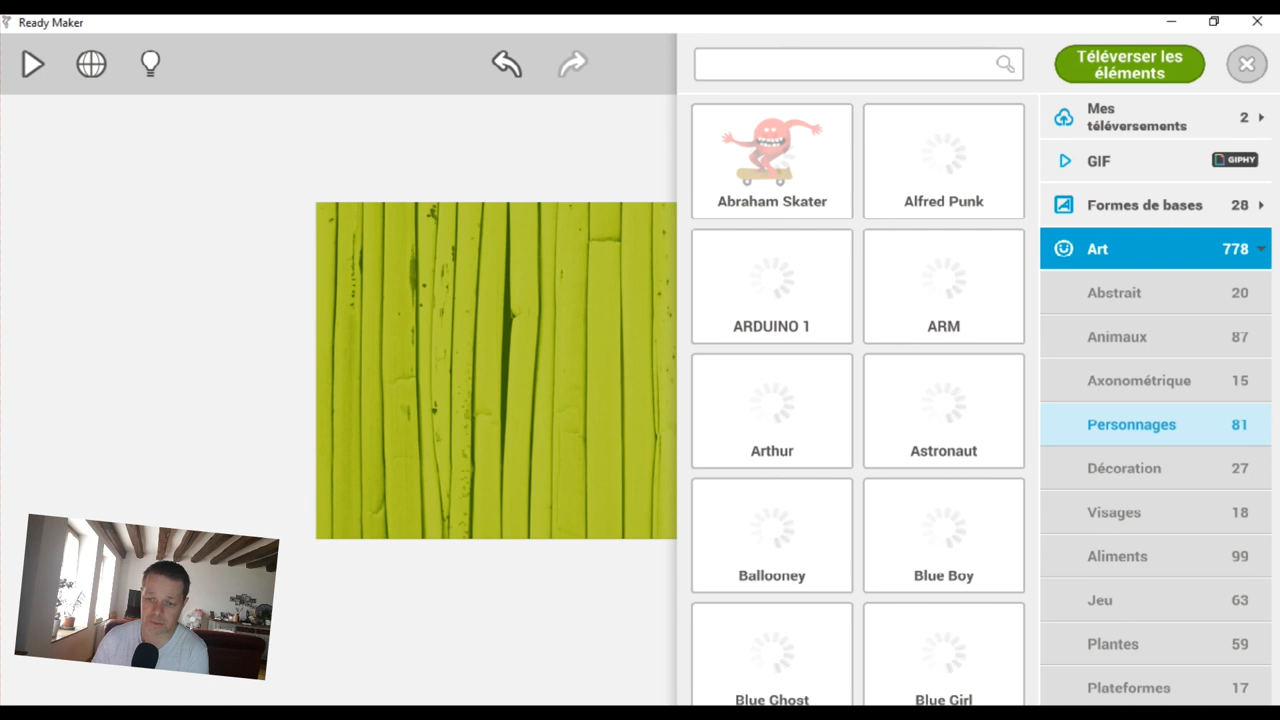 Ready Maker
Téléverser les
éléments
Abraham Skater
Alfred Punk
ARDUINO 1
ARM
Arthur
Astronaut
Ballooney
Blue Boy
Blue Ghost
Blue Girl
Mes
téléversements 2
GIF GIPHY
Formes de bases 28
Art 778
Abstrait 20
Animaux 87
Axonométrique 15
Personnages 81
Décoration 27
Visages 18
Aliments 99
Jeu 63
Plantes 59
Plateformes 17